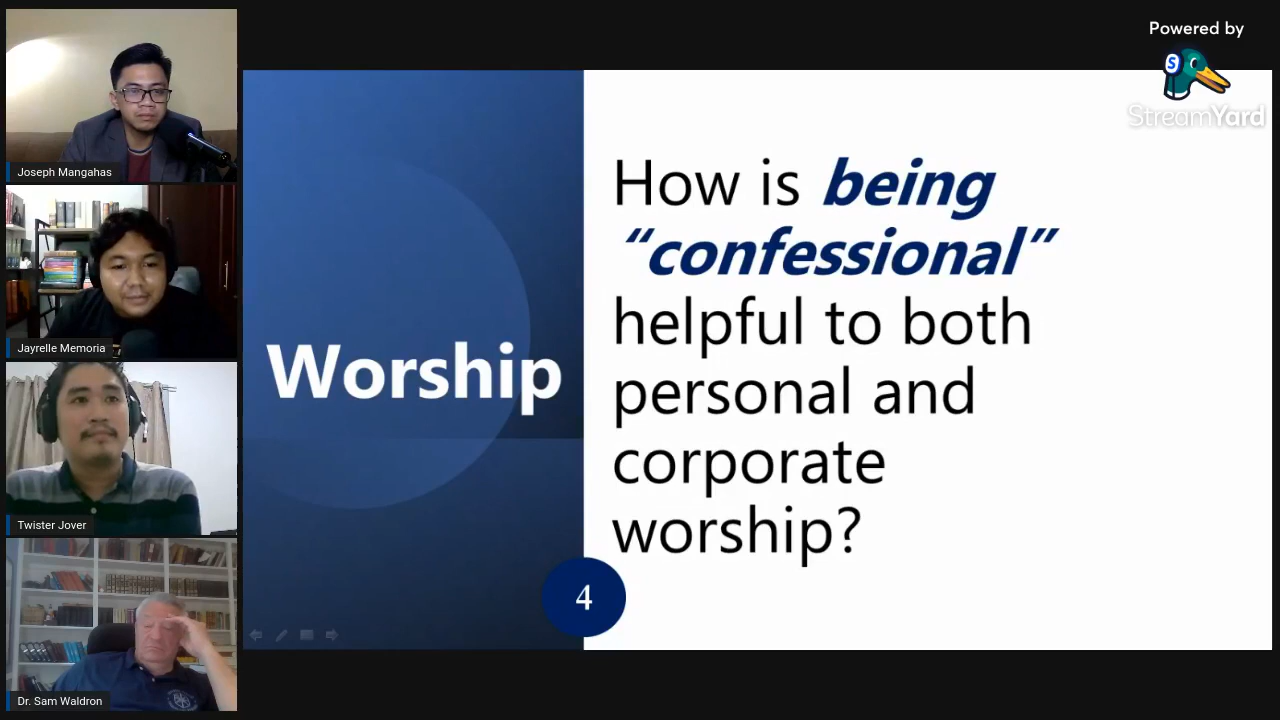 Powered by
S
StreamYard
Joseph Mangahas
Jayrelle Memoria
Twister Jover
Dr. Sam Waldron
Worship
How is being
“confessional”
helpful to both
personal and
corporate
worship?
4